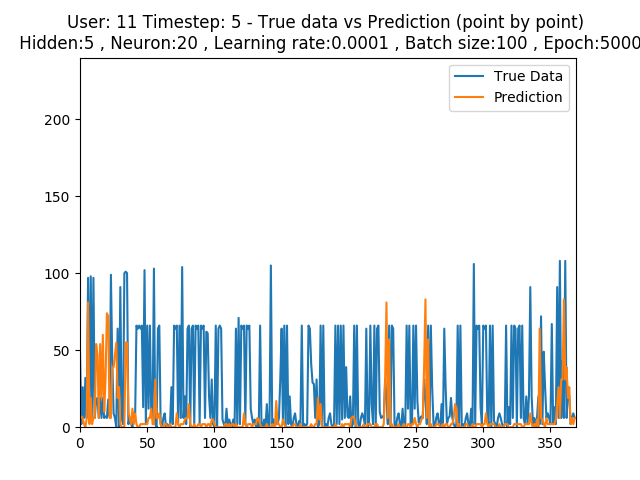 User: 11 Timestep: 5 - True data vs Prediction (point by point)
Hidden:5 , Neuron:20 , Learning rate:0.0001 , Batch size:100 , Epoch:5000
True Data
Prediction
200
150
100
50
0
0 50 100 150 200 250 300 350